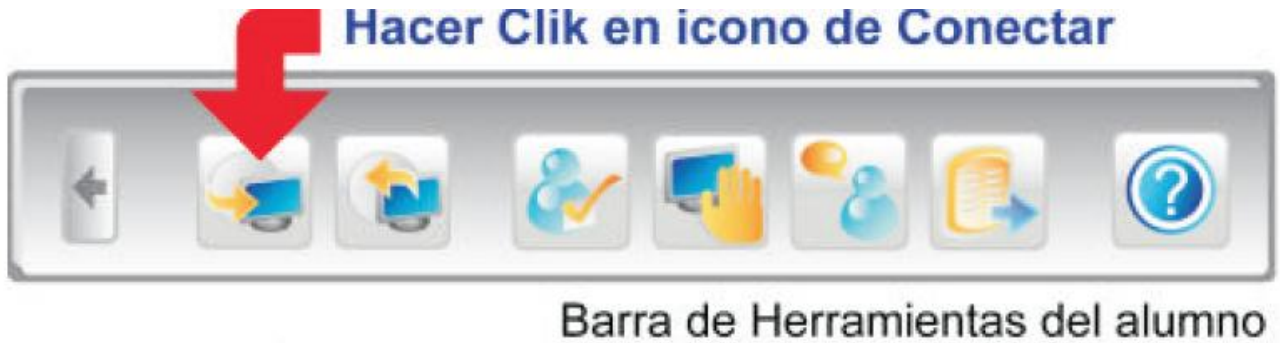 Hacer Clik en icono de Conectar
?
Barra de Herramientas del alumno